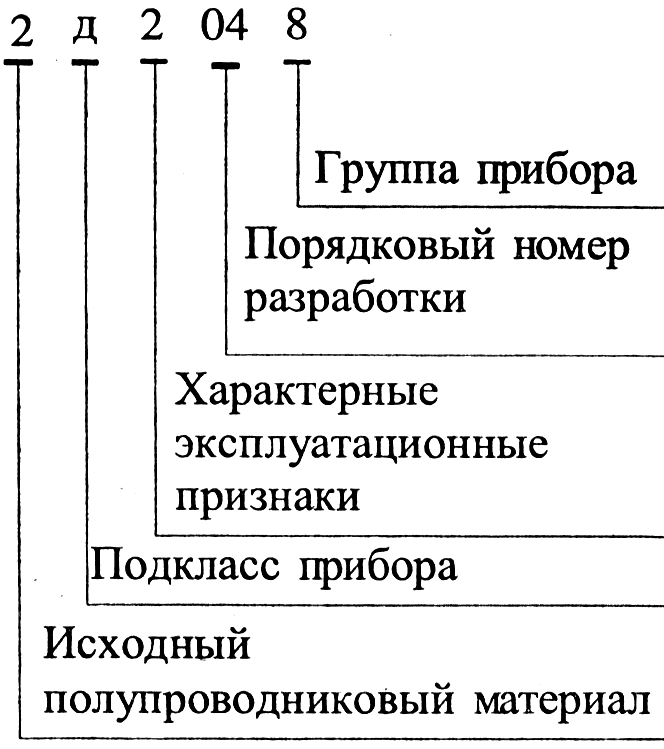 2 д 2 04 8
Группа прибора
Порядковый номер
разработки
Характерные
эксплуатационные
признаки
Подкласс прибора
Исходный
полупроводниковый материал